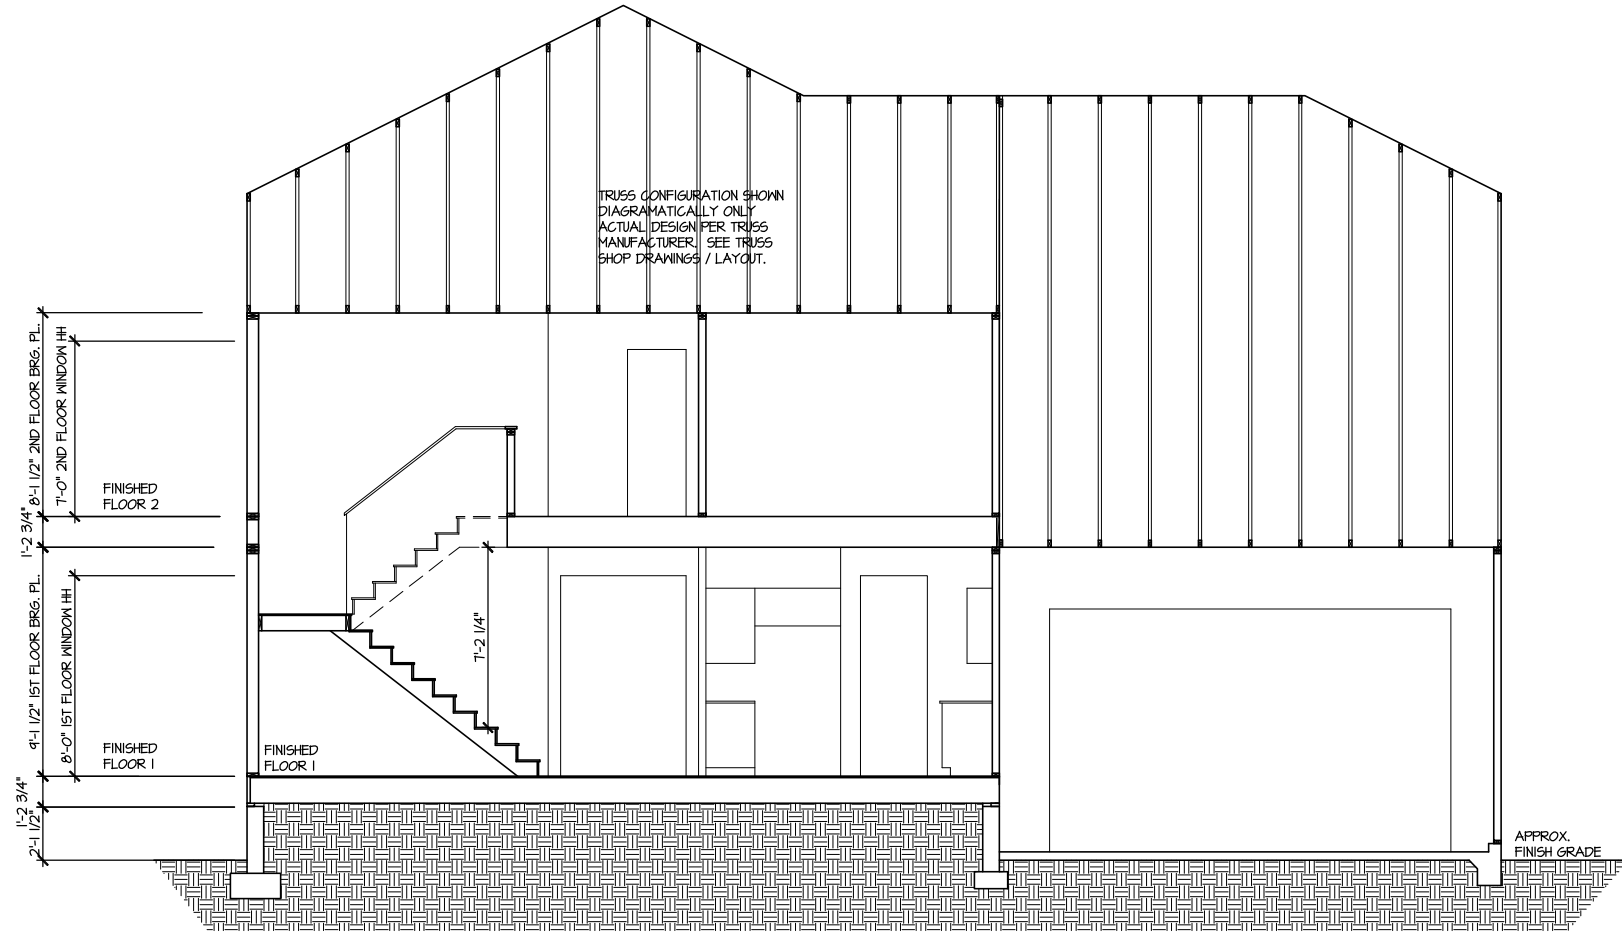 TRUSS CONFIGURATION SHOWN
DIAGRAMATICALLY ONLY
ACTUAL DESIGN PER TRUSS
MANUFACTURER. SEE TRUSS
SHOP DRAWINGS / LAYOUT.
8'-1 1/2" 2ND FLOOR BRG. PL.
7'-0" 2ND FLOOR WINDOW HH
FINISHED
FLOOR 2
1'-2 3/4"
9'-1 1/2" 1ST FLOOR BRG. PL.
8'-0" 1ST FLOOR WINDOW HH
7'-2 1/4"
FINISHED
FLOOR 1
FINISHED
FLOOR 1
1'-2 3/4"
2'-1 1/2"
APPROX.
FINISH GRADE